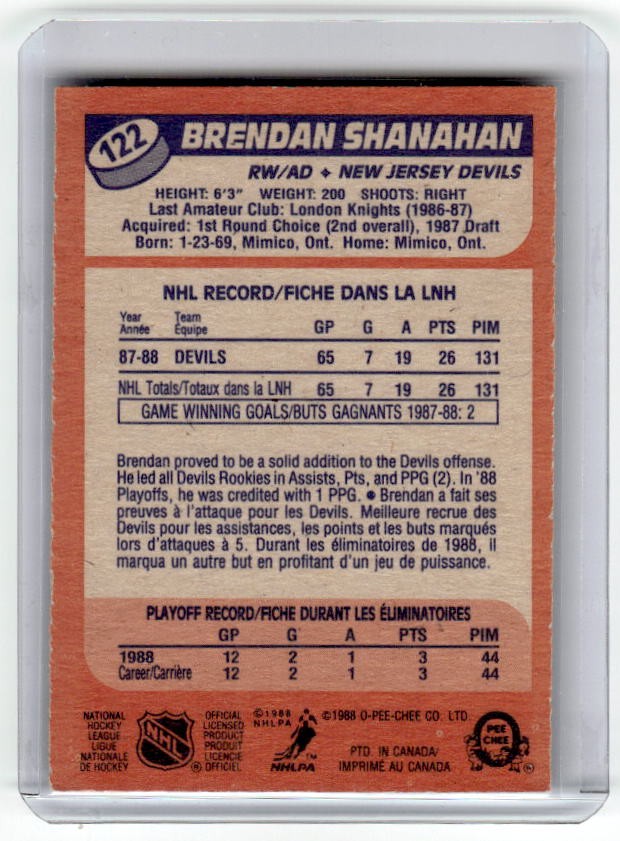 122
BRENDAN SHANAHAN
RW/AD ✦ NEW JERSEY DEVILS
HEIGHT: 6'3" WEIGHT: 200 SHOOTS: RIGHT
Last Amateur Club: London Knights (1986-87)
Acquired: 1st Round Choice (2nd overall), 1987 Draft
Born: 1-23-69, Mimico, Ont. Home: Mimico, Ont.
NHL RECORD/FICHE DANS LA LNH
Year Team
Année Équipe GP G A PTS PIM
87-88 DEVILS 65 7 19 26 131
NHL Totals/Totaux dans la LNH 65 7 19 26 131
GAME WINNING GOALS/BUTS GAGNANTS 1987-88: 2
Brendan proved to be a solid addition to the Devils offense.
He led all Devils Rookies in Assists, Pts, and PPG (2). In '88
Playoffs, he was credited with 1 PPG. ● Brendan a fait ses
preuves à l'attaque pour les Devils. Meilleure recrue des
Devils pour les assistances, les points et les buts marqués
lors d'attaques à 5. Durant les éliminatoires de 1988, il
marqua un autre but en profitant d'un jeu de puissance.
PLAYOFF RECORD/FICHE DURANT LES ÉLIMINATOIRES
GP G A PTS PIM
1988 12 2 1 3 44
Career/Carrière 12 2 1 3 44
NATIONAL
HOCKEY
LEAGUE
LIGUE
NATIONALE
DE HOCKEY
NHL
®
OFFICIAL
LICENSED
PRODUCT
PRODUIT
LICENCIÉ
OFFICIEL
©1988
NHLPA
™
NHLPA
©1988 O-PEE-CHEE CO. LTD.
PTD. IN CANADA/
IMPRIMÉ AU CANADA
O
PEE
CHEE